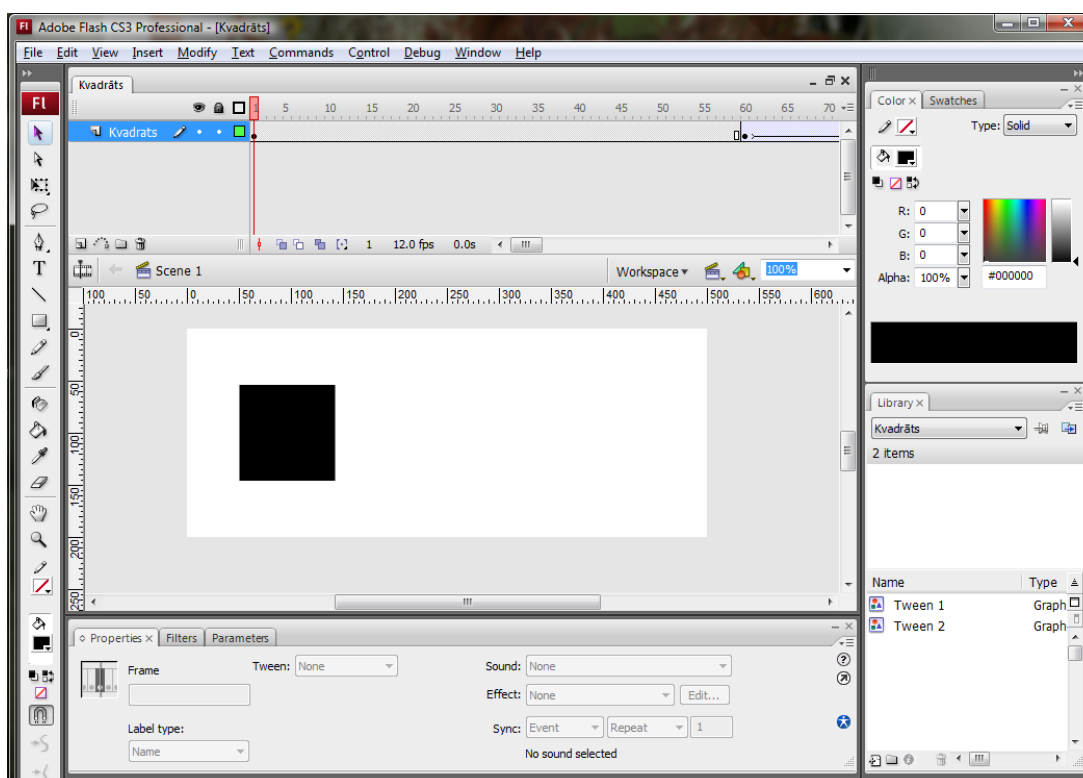 Adobe Flash CS3 Professional - [Kvadrāts]
File Edit View Insert Modify Text Commands Control Debug Window Help
Kvadrāts
Fl
1 5 10 15 20 25 30 35 40 45 50 55 60 65 70
Kvadrats
1 12.0 fps 0.0s
Scene 1
Workspace
100%
100 50 0 50 100 150 200 250 300 350 400 450 500 550 600
0
50
100
150
200
250
T
Color
Swatches
Type: Solid
R: 0
G: 0
B: 0
Alpha: 100%
#000000
Library
Kvadrāts
2 items
Name Type
Tween 1 Graph
Tween 2 Graph
Properties Filters Parameters
Frame
Tween: None
Sound: None
Effect: None Edit...
Label type:
Name
Sync: Event Repeat 1
No sound selected